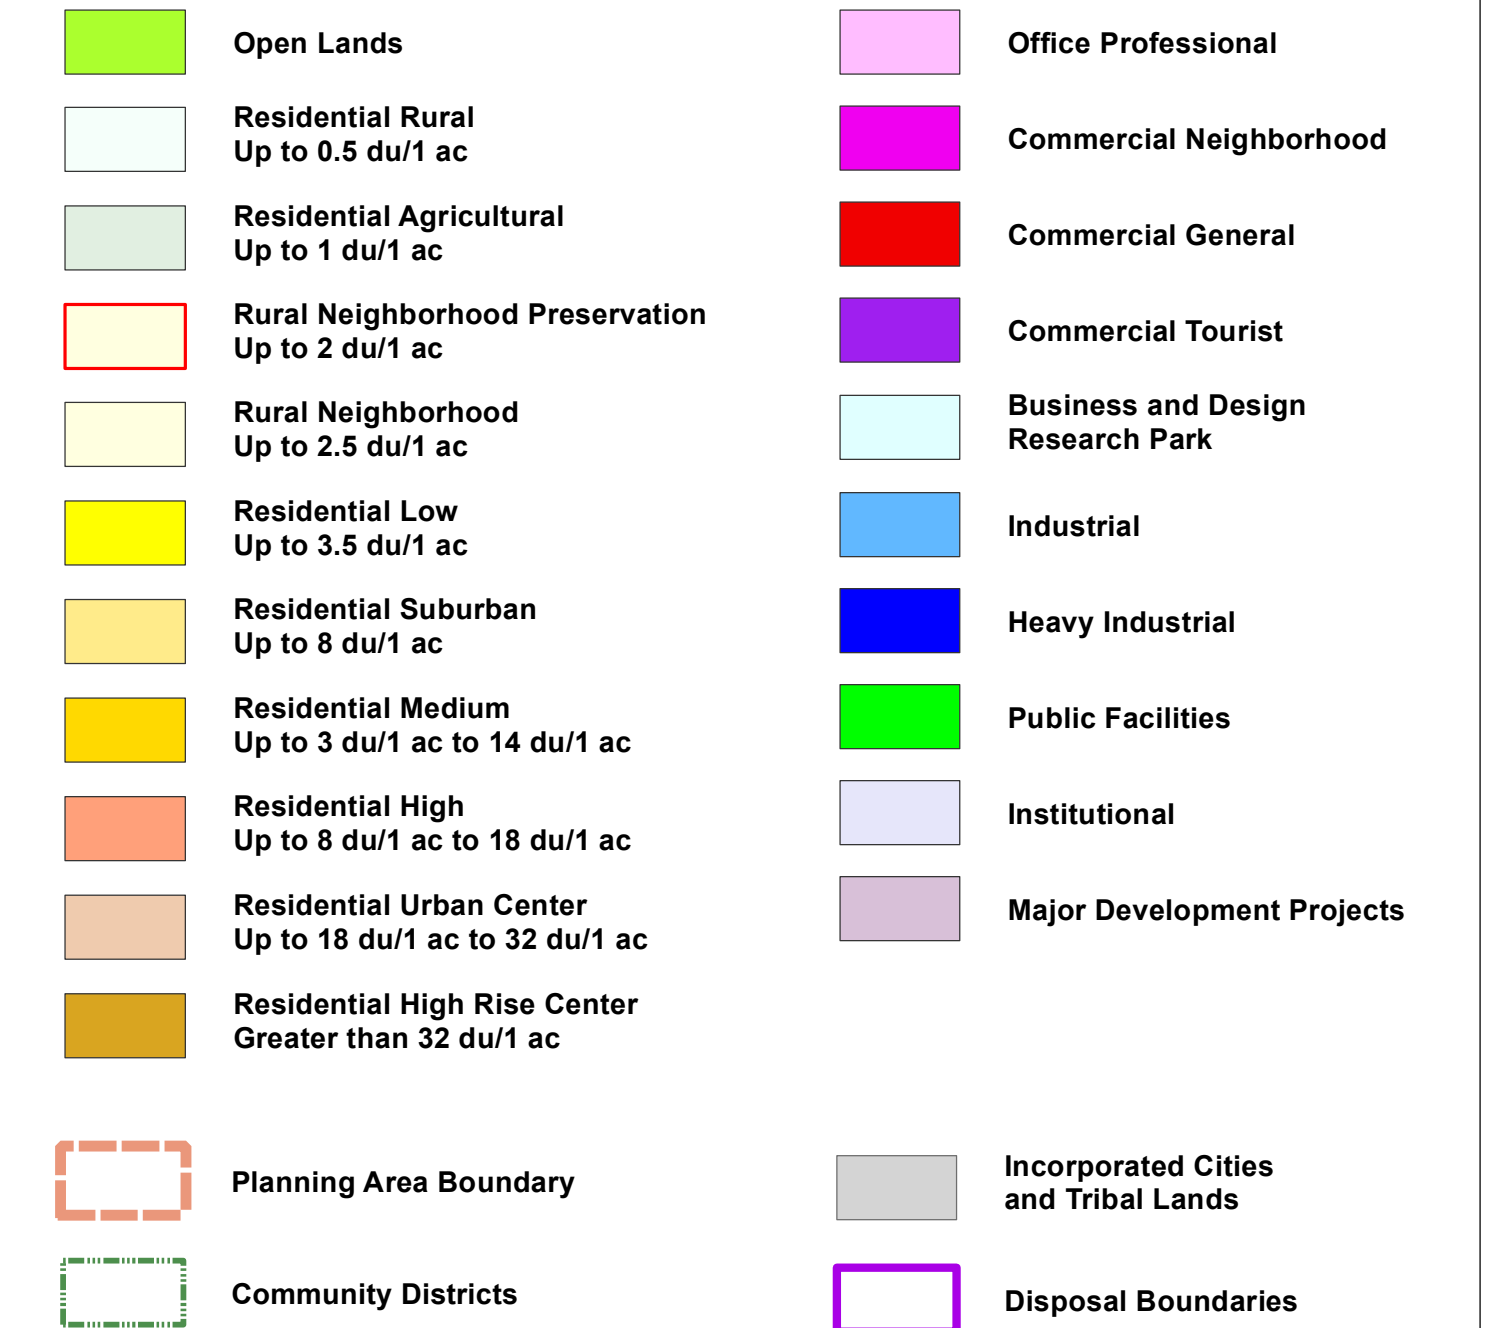 Open Lands
Residential Rural
Up to 0.5 du/1 ac
Residential Agricultural
Up to 1 du/1 ac
Rural Neighborhood Preservation
Up to 2 du/1 ac
Rural Neighborhood
Up to 2.5 du/1 ac
Residential Low
Up to 3.5 du/1 ac
Residential Suburban
Up to 8 du/1 ac
Residential Medium
Up to 3 du/1 ac to 14 du/1 ac
Residential High
Up to 8 du/1 ac to 18 du/1 ac
Residential Urban Center
Up to 18 du/1 ac to 32 du/1 ac
Residential High Rise Center
Greater than 32 du/1 ac
Office Professional
Commercial Neighborhood
Commercial General
Commercial Tourist
Business and Design
Research Park
Industrial
Heavy Industrial
Public Facilities
Institutional
Major Development Projects
Planning Area Boundary
Community Districts
Incorporated Cities
and Tribal Lands
Disposal Boundaries